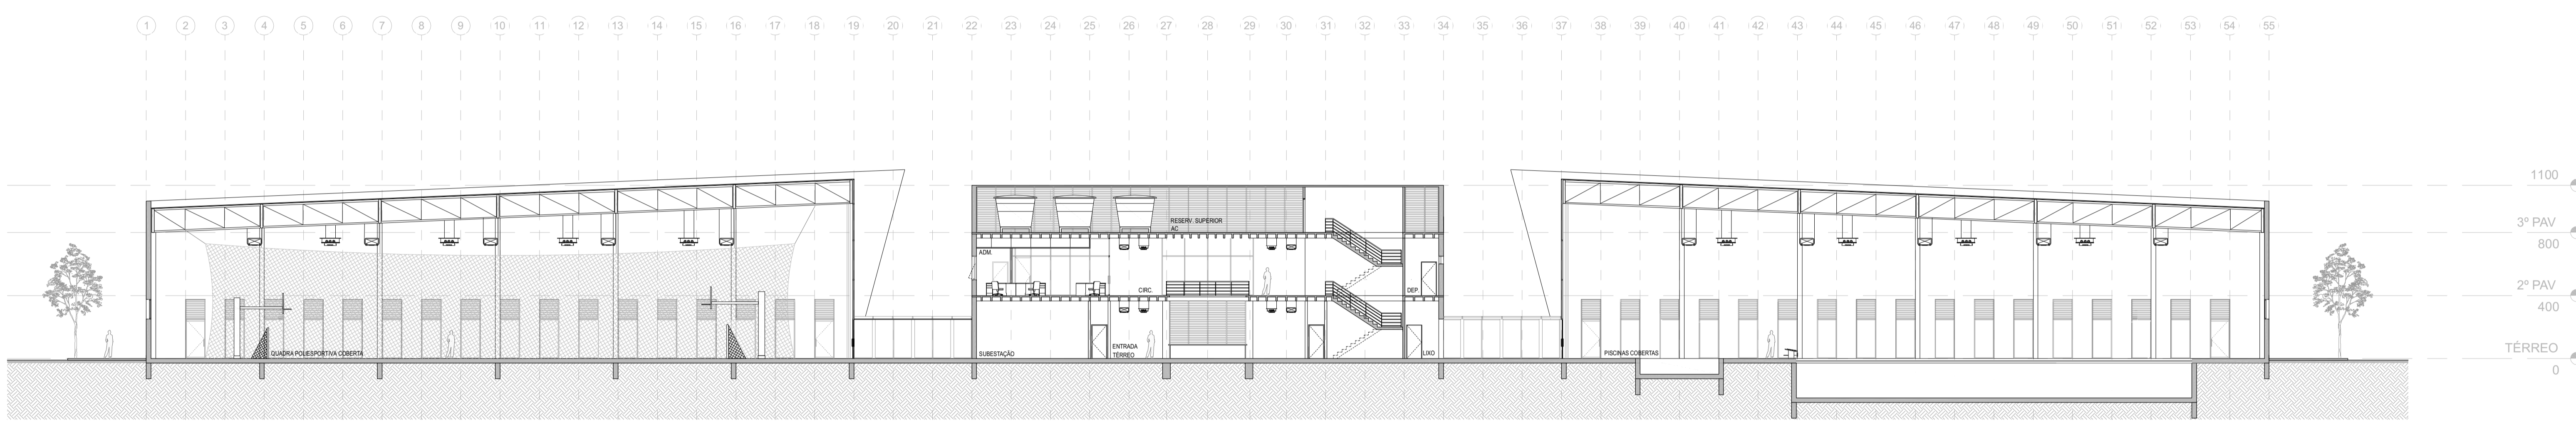 1 2 3 4 5 6 7 8 9 10 11 12 13 14 15 16 17 18 19 20 21 22 23 24 25 26 27 28 29 30 31 32 33 34 35 36 37 38 39 40 41 42 43 44 45 46 47 48 49 50 51 52 53 54 55
1100
RESERV. SUPERIOR
AC
3º PAV
800
ADM.
CIRC.
DEP.
2º PAV
400
QUADRA POLIESPORTIVA COBERTA
SUBESTAÇÃO
ENTRADA
TÉRREO
LIXO
PISCINAS COBERTAS
TÉRREO
0